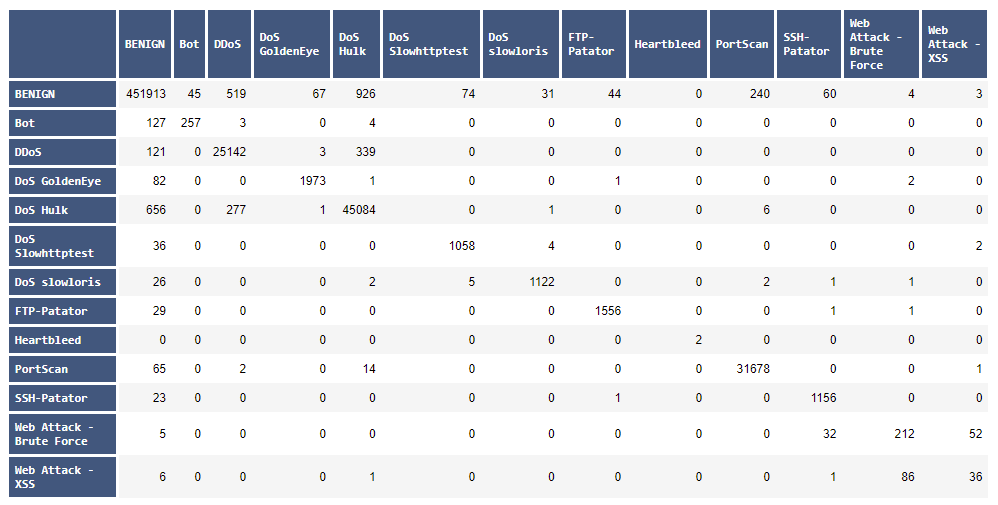 BENIGN Bot DDoS DoS GoldenEye DoS Hulk DoS Slowhttptest DoS slowloris FTP-Patator Heartbleed PortScan SSH-Patator Web Attack - Brute Force Web Attack - XSS
BENIGN 451913 45 519 67 926 74 31 44 0 240 60 4 3
Bot 127 257 3 0 4 0 0 0 0 0 0 0 0
DDoS 121 0 25142 3 339 0 0 0 0 0 0 0 0
DoS GoldenEye 82 0 0 1973 1 0 0 1 0 0 0 2 0
DoS Hulk 656 0 277 1 45084 0 1 0 0 6 0 0 0
DoS Slowhttptest 36 0 0 0 0 1058 4 0 0 0 0 0 2
DoS slowloris 26 0 0 0 2 5 1122 0 0 2 1 1 0
FTP-Patator 29 0 0 0 0 0 0 1556 0 0 1 1 0
Heartbleed 0 0 0 0 0 0 0 0 2 0 0 0 0
PortScan 65 0 2 0 14 0 0 0 0 31678 0 0 1
SSH-Patator 23 0 0 0 0 0 0 1 0 0 1156 0 0
Web Attack - Brute Force 5 0 0 0 0 0 0 0 0 0 32 212 52
Web Attack - XSS 6 0 0 0 1 0 0 0 0 0 1 86 36